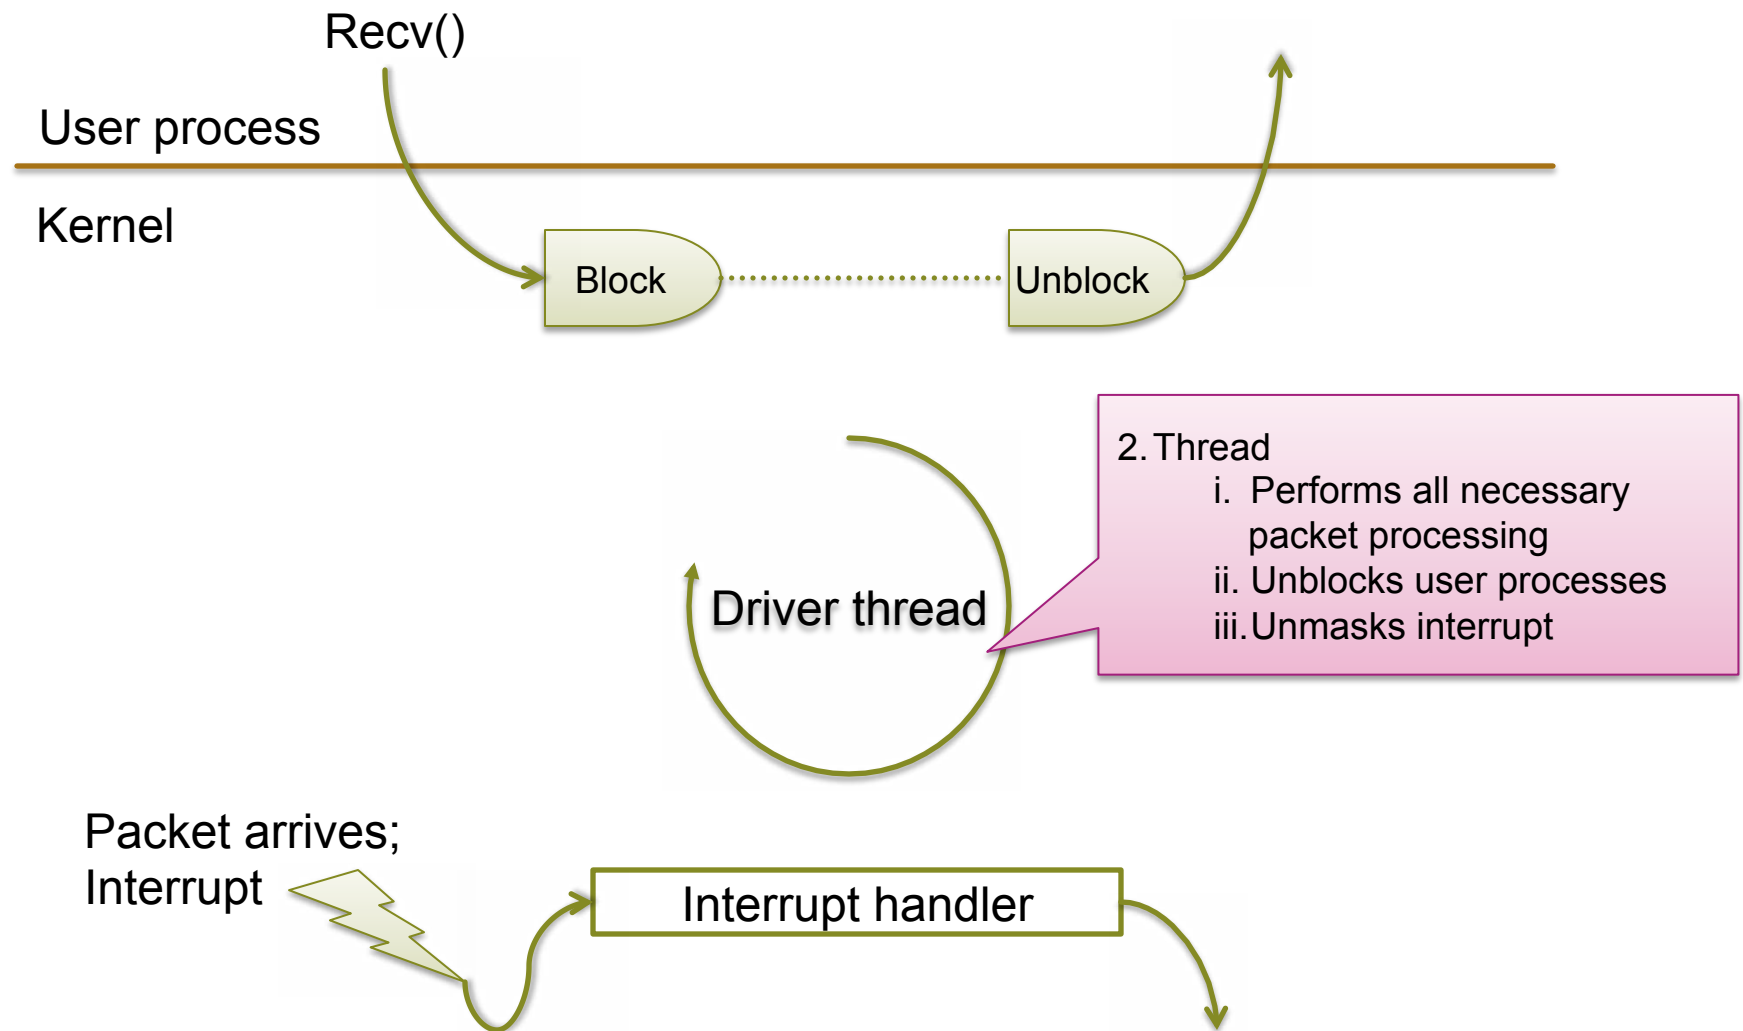 Recv()
User process
Kernel
Block
Unblock
2. Thread
i. Performs all necessary
packet processing
ii. Unblocks user processes
iii.Unmasks interrupt
Driver thread
Packet arrives;
Interrupt
Interrupt handler